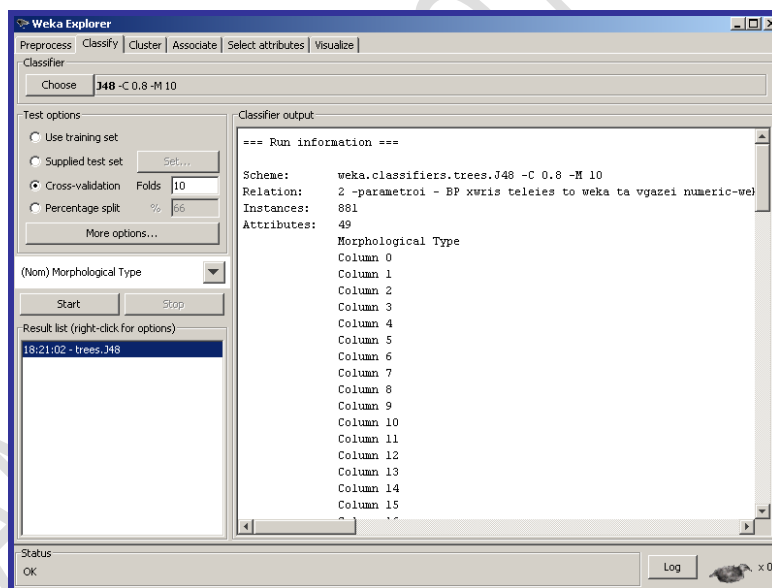 Weka Explorer
Preprocess Classify Cluster Associate Select attributes Visualize
Classifier
Choose J48 -C 0.8 -M 10
Test options
Use training set
Supplied test set Set...
Cross-validation Folds 10
Percentage split % 66
More options...
(Nom) Morphological Type
Start Stop
Result list (right-click for options)
18:21:02 - trees.J48
Classifier output
=== Run information ===
Scheme: weka.classifiers.trees.J48 -C 0.8 -M 10
Relation: 2 -parametroi - BP xwris teleies to weka ta vgazei numeric-wek
Instances: 881
Attributes: 49
Morphological Type
Column 0
Column 1
Column 2
Column 3
Column 4
Column 5
Column 6
Column 7
Column 8
Column 9
Column 10
Column 11
Column 12
Column 13
Column 14
Column 15
Status
OK
Log
x 0